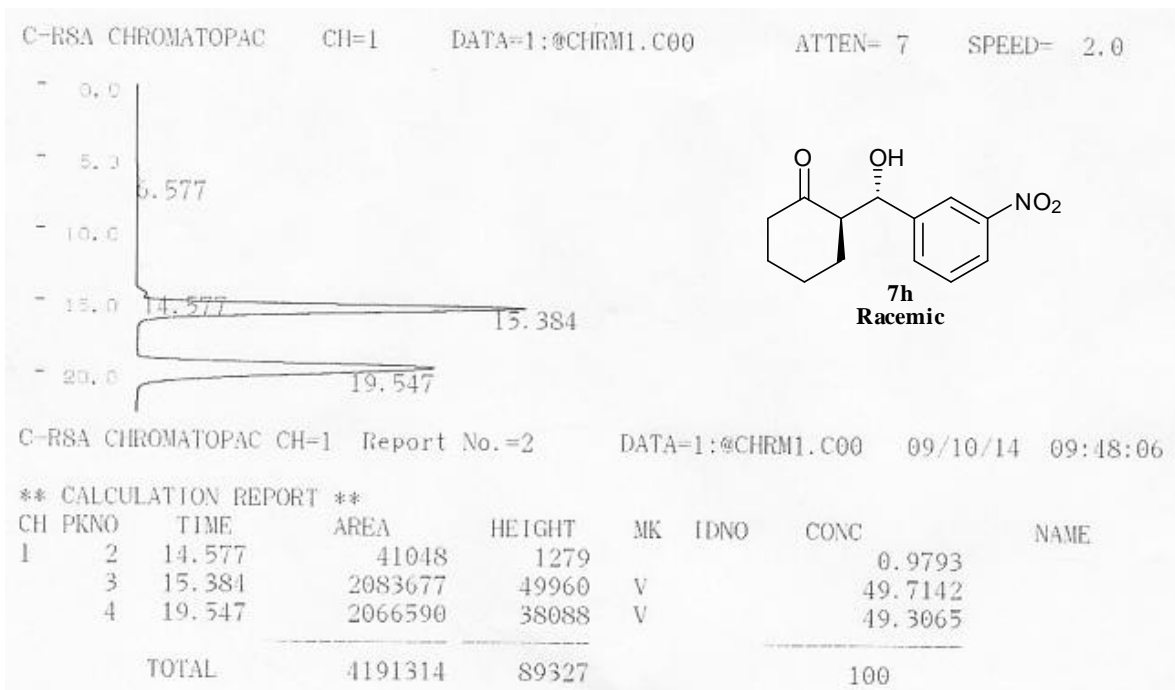 C-R8A CHROMATOPAC CH=1 DATA=1:@CHRM1.C00 ATTEN= 7 SPEED= 2.0
0.0
5.0
6.577
10.0
15.0 14.577
15.384
20.0 19.547
O OH
NO2
7h
Racemic
C-R8A CHROMATOPAC CH=1 Report No.=2 DATA=1:@CHRM1.C00 09/10/14 09:48:06
** CALCULATION REPORT **
CH PKNO TIME AREA HEIGHT MK IDNO CONC NAME
1 2 14.577 41048 1279 0.9793
3 15.384 2083677 49960 V 49.7142
4 19.547 2066590 38088 V 49.3065
TOTAL 4191314 89327 100